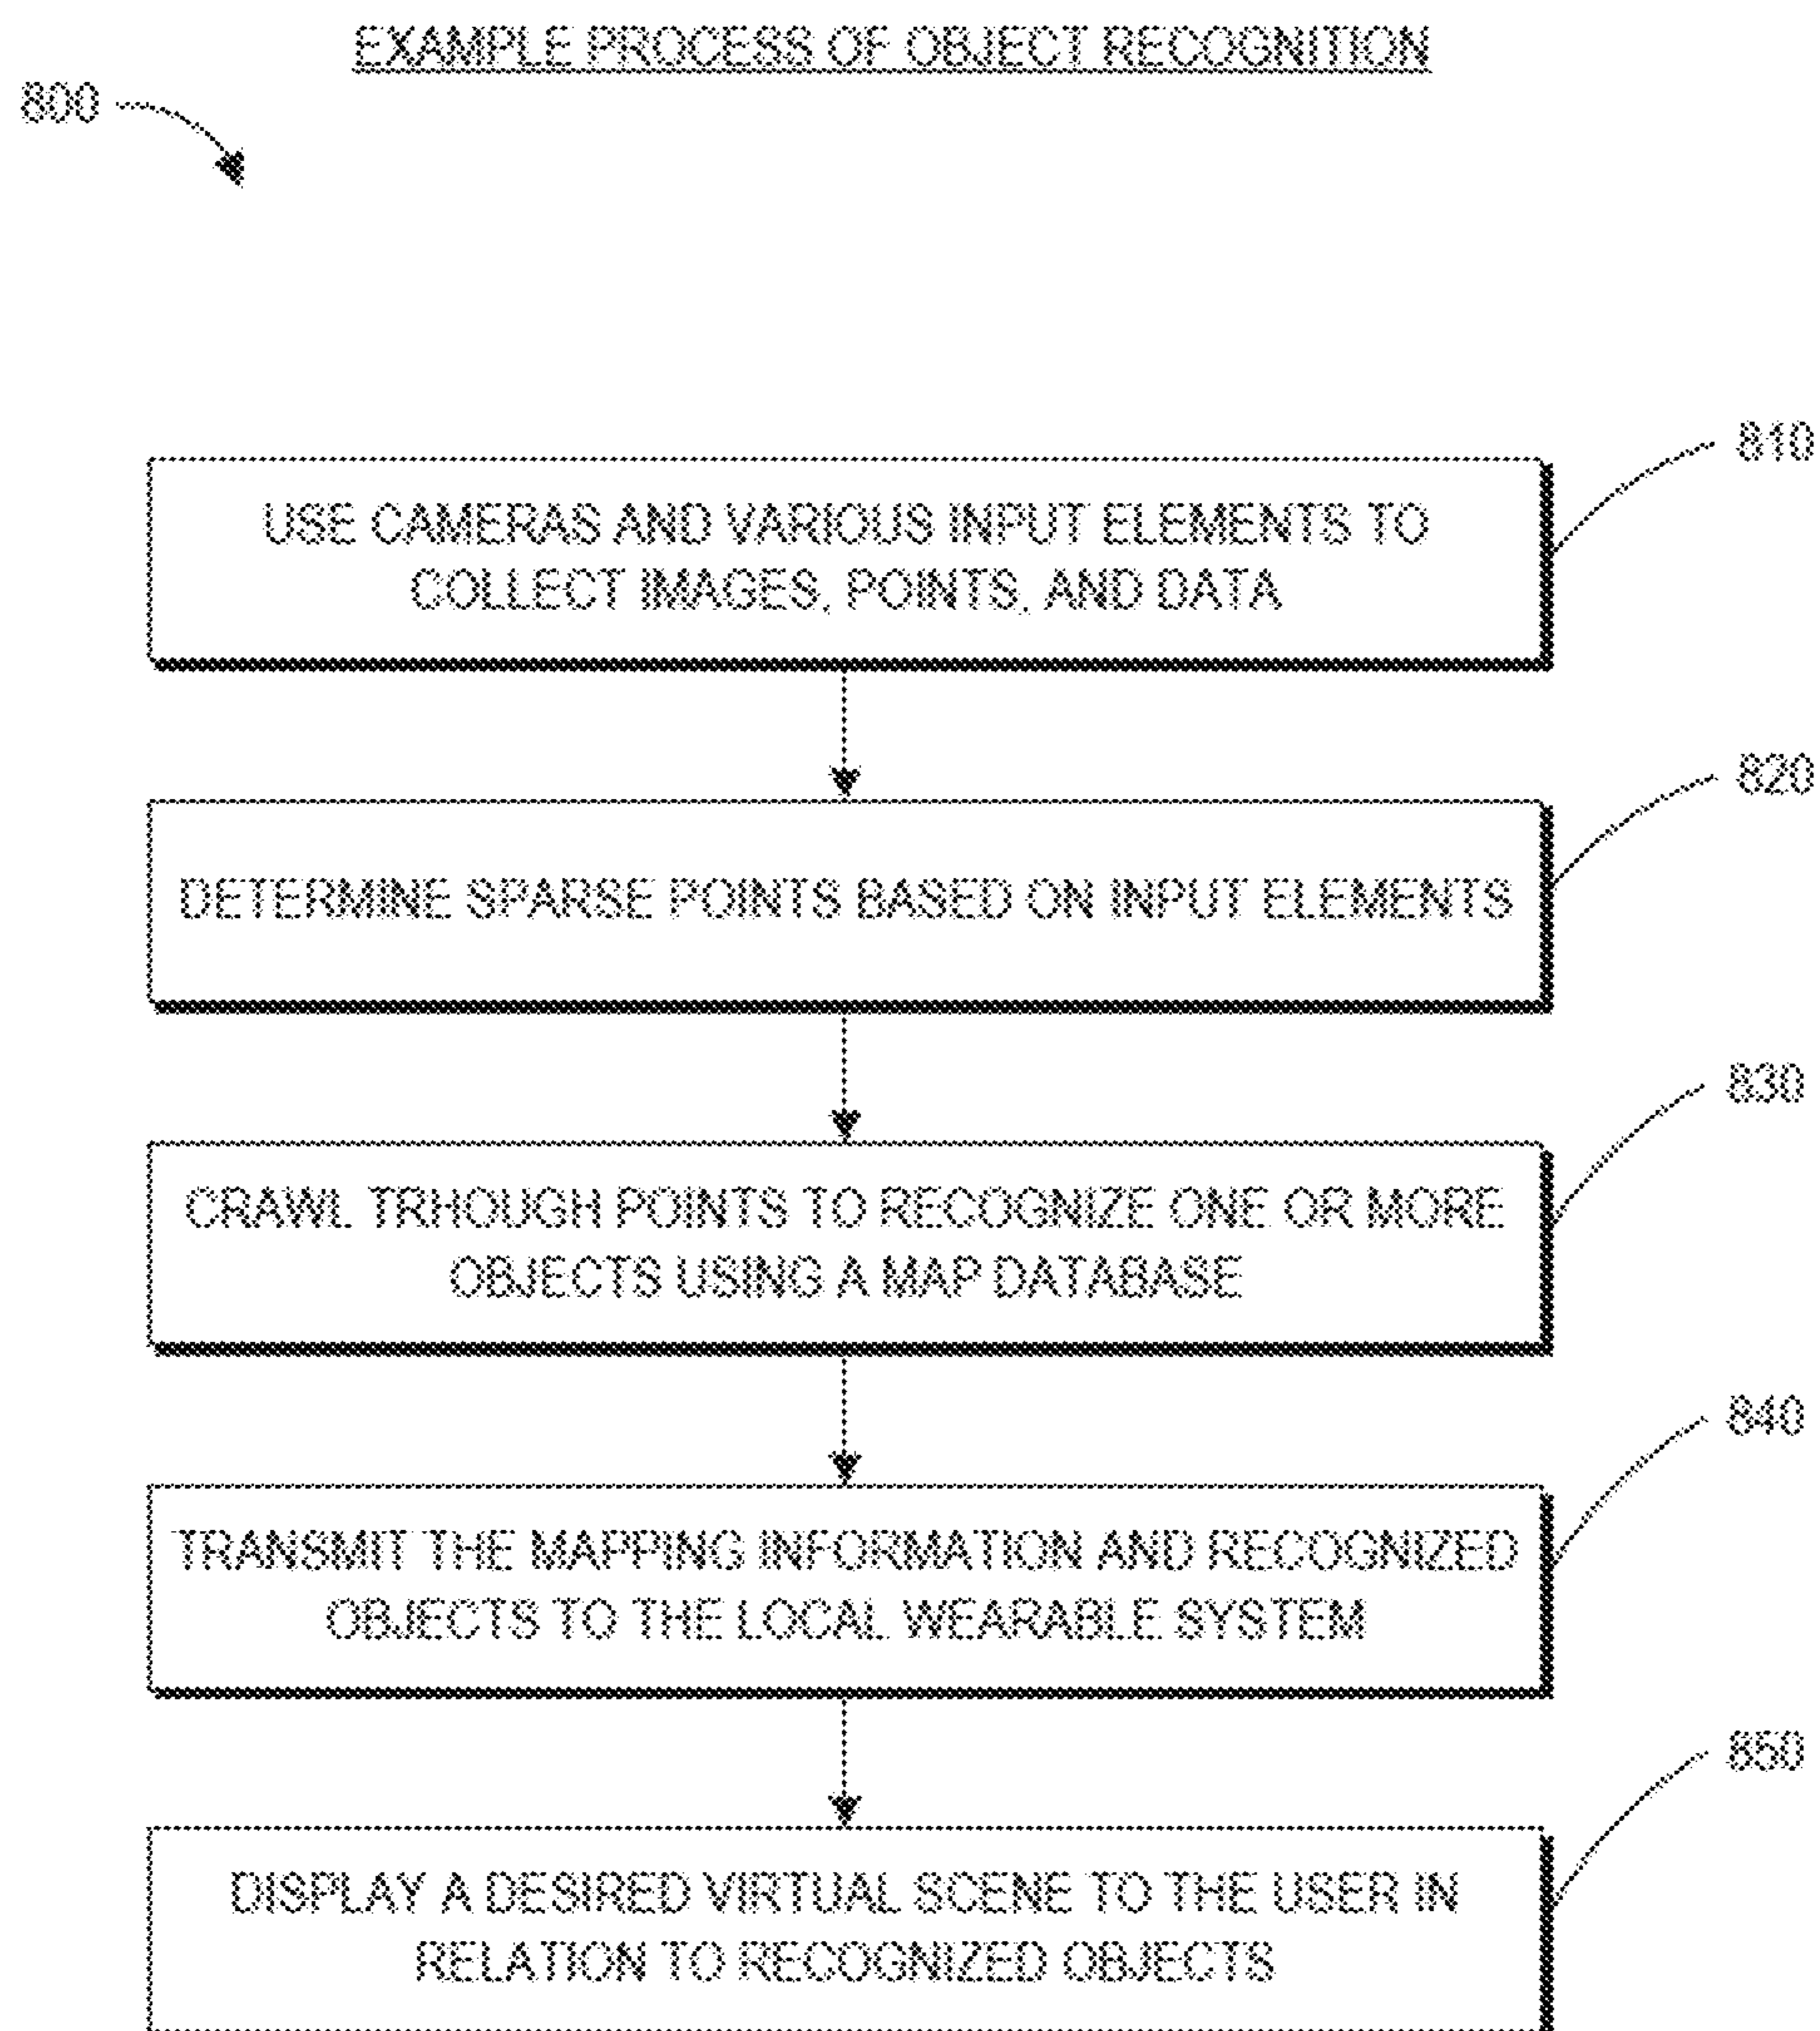 EXAMPLE PROCESS OF OBJECT RECOGNITION
800
810
USE CAMERAS AND VARIOUS INPUT ELEMENTS TO
COLLECT IMAGES, POINTS, AND DATA
820
DETERMINE SPARSE POINTS BASED ON INPUT ELEMENTS
830
CRAWL TRHOUGH POINTS TO RECOGNIZE ONE OR MORE
OBJECTS USING A MAP DATABASE
840
TRANSMIT THE MAPPING INFORMATION AND RECOGNIZED
OBJECTS TO THE LOCAL WEARABLE SYSTEM
850
DISPLAY A DESIRED VIRTUAL SCENE TO THE USER IN
RELATION TO RECOGNIZED OBJECTS